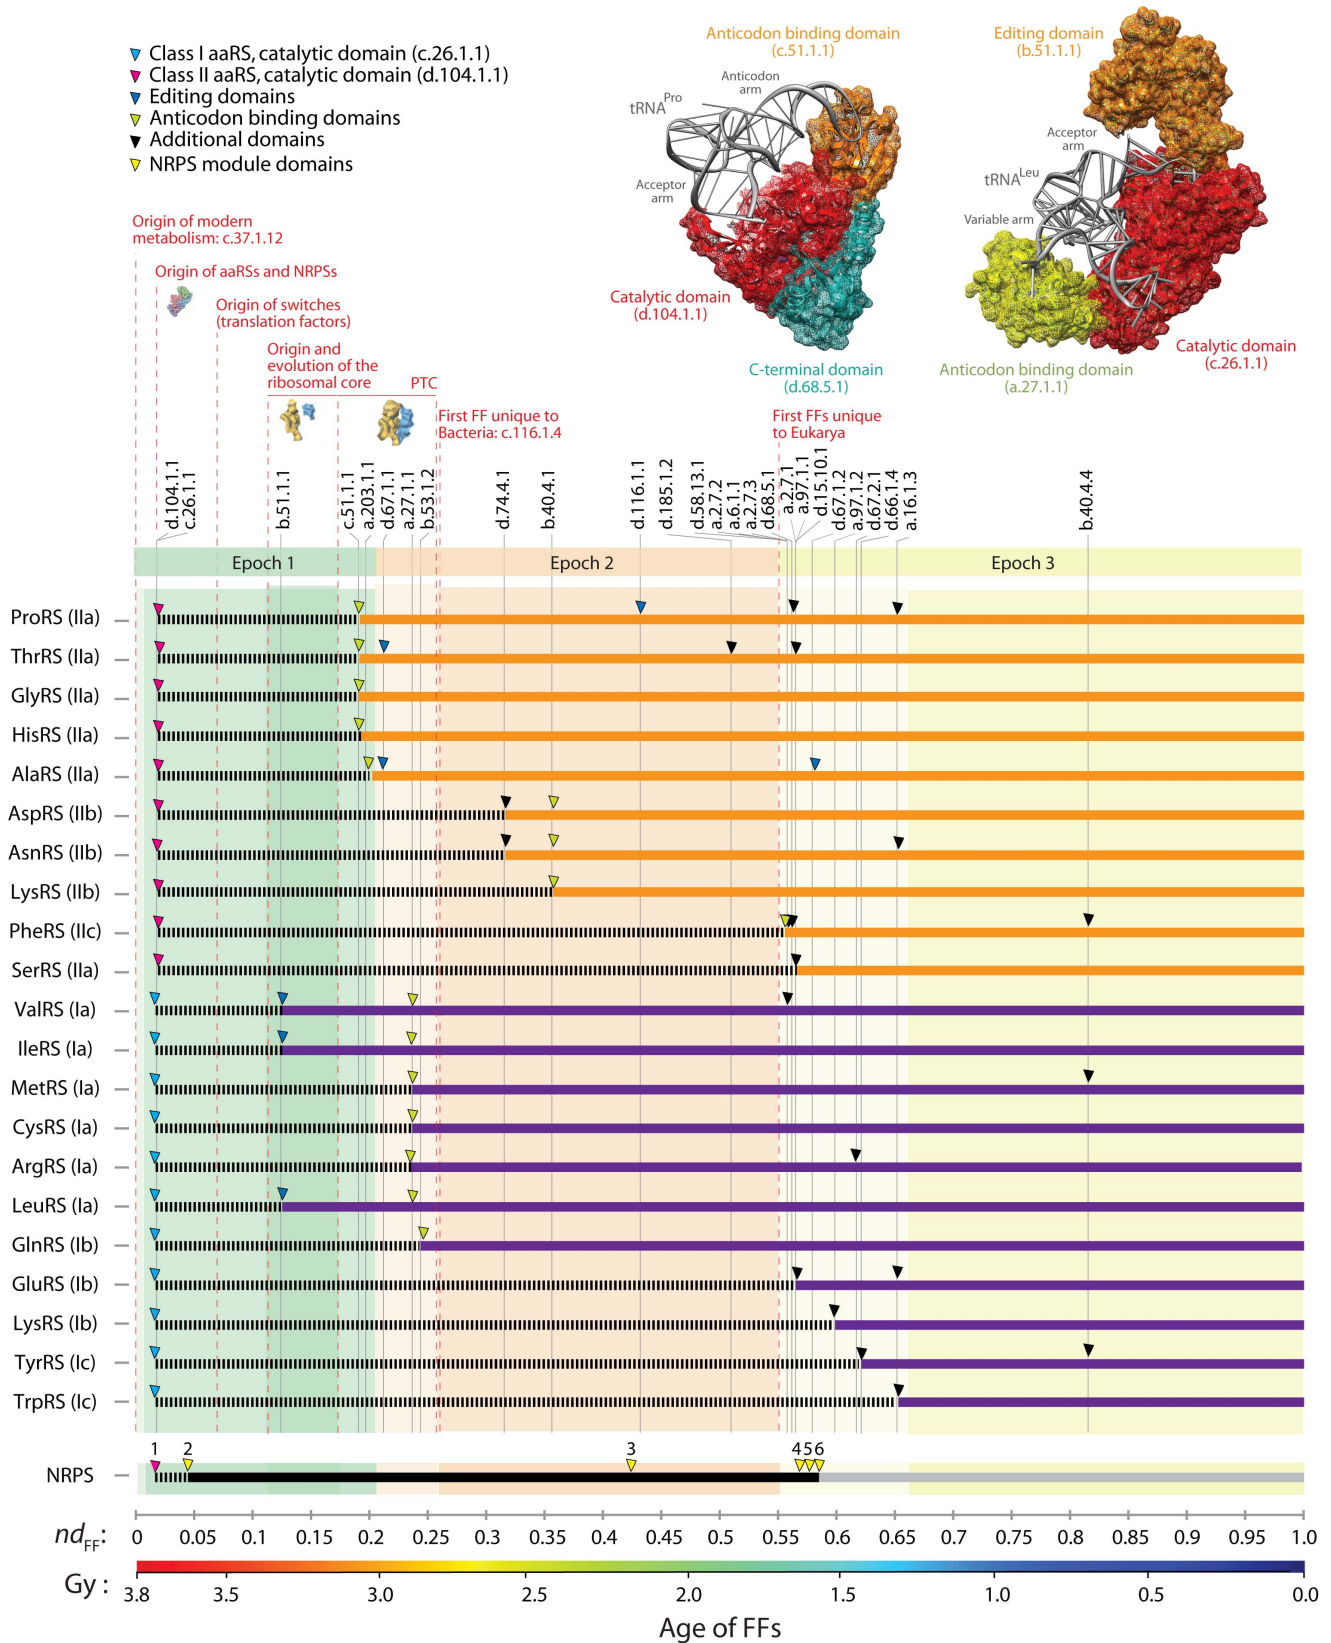 Class I aaRS, catalytic domain (c.26.1.1)
Class II aaRS, catalytic domain (d.104.1.1)
Editing domains
Anticodon binding domains
Additional domains
NRPS module domains
Anticodon binding domain
(c.51.1.1)
Anticodon
arm
tRNAPro
Acceptor
arm
Catalytic domain
(d.104.1.1)
C-terminal domain
(d.68.5.1)
Editing domain
(b.51.1.1)
Acceptor
arm
tRNALeu
Variable arm
Catalytic domain
(c.26.1.1)
Anticodon binding domain
(a.27.1.1)
Origin of modern
metabolism: c.37.1.12
Origin of aaRSs and NRPSs
Origin of switches
(translation factors)
Origin and
evolution of the
ribosomal core
PTC
First FF unique to
Bacteria: c.116.1.4
First FFs unique
to Eukarya
d.104.1.1
c.26.1.1
b.51.1.1
c.51.1.1
a.203.1.1
d.67.1.1
a.27.1.1
b.53.1.2
d.74.4.1
b.40.4.1
d.116.1.1
d.185.1.2
d.58.13.1
a.2.7.2
a.6.1.1
a.2.7.3
d.68.5.1
a.2.7.1
a.97.1.1
d.15.10.1
d.67.1.2
a.97.1.2
d.67.2.1
d.66.1.4
a.16.1.3
b.40.4.4
Epoch 1 Epoch 2 Epoch 3
ProRS (IIa)
ThrRS (IIa)
GlyRS (IIa)
HisRS (IIa)
AlaRS (IIa)
AspRS (IIb)
AsnRS (IIb)
LysRS (IIb)
PheRS (IIc)
SerRS (IIa)
ValRS (Ia)
IleRS (Ia)
MetRS (Ia)
CysRS (Ia)
ArgRS (Ia)
LeuRS (Ia)
GlnRS (Ib)
GluRS (Ib)
LysRS (Ib)
TyrRS (Ic)
TrpRS (Ic)
1 2 3 456
NRPS
ndFF: 0 0.05 0.1 0.15 0.2 0.25 0.3 0.35 0.4 0.45 0.5 0.55 0.6 0.65 0.7 0.75 0.8 0.85 0.9 0.95 1.0
Gy : 3.8 3.5 3.0 2.5 2.0 1.5 1.0 0.5 0.0
Age of FFs